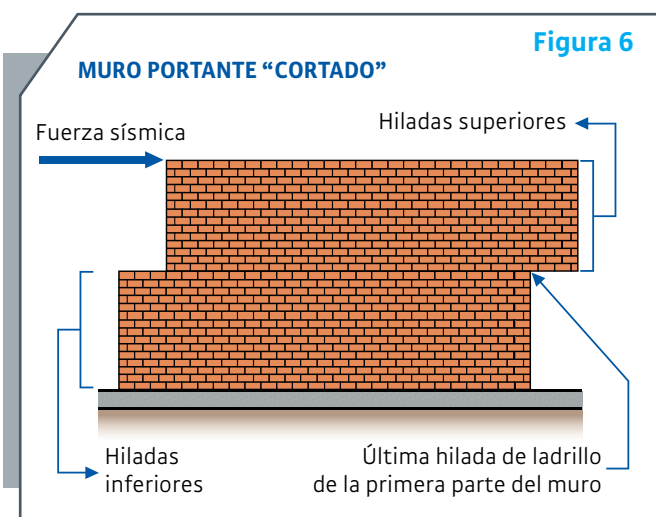 Figura 6
MURO PORTANTE “CORTADO”
Fuerza sísmica
Hiladas superiores
Hiladas
inferiores
Última hilada de ladrillo
de la primera parte del muro